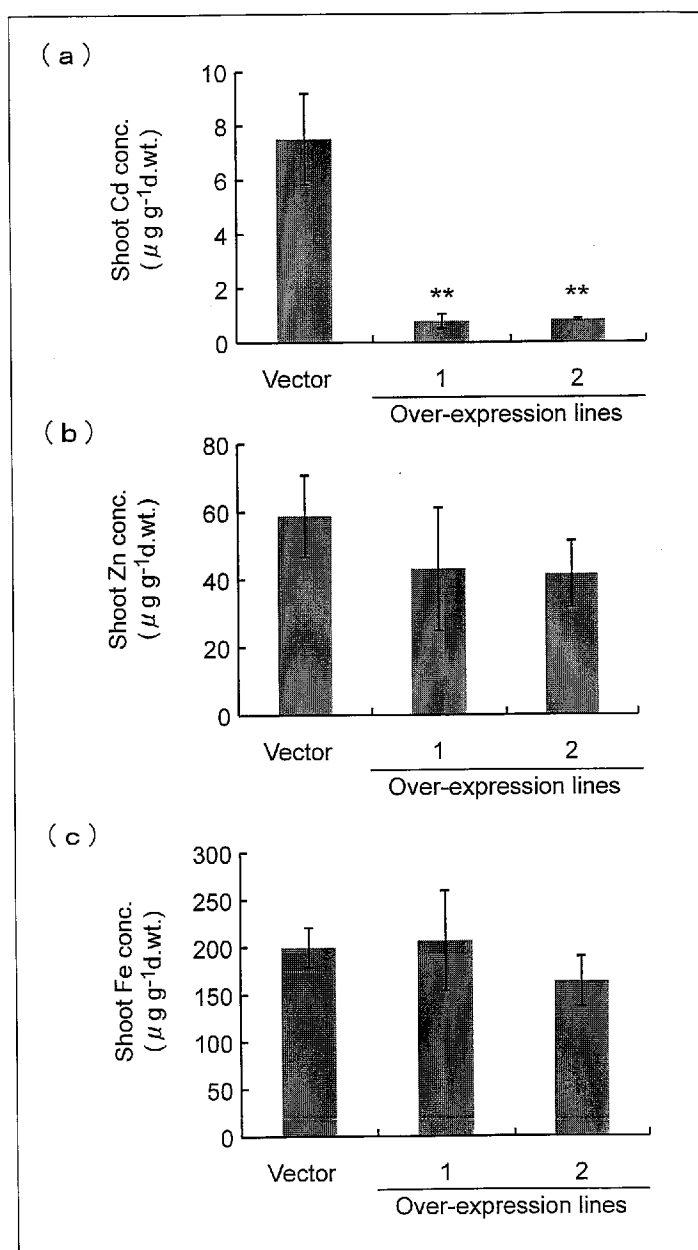 (a)
Shoot Cd conc.
(μg g⁻¹d.wt.)
10
8
6
4
2
0
**
**
Vector
1
2
Over-expression lines
(b)
Shoot Zn conc.
(μg g⁻¹d.wt.)
80
60
40
20
0
Vector
1
2
Over-expression lines
(c)
Shoot Fe conc.
(μg g⁻¹d.wt.)
300
250
200
150
100
50
0
Vector
1
2
Over-expression lines